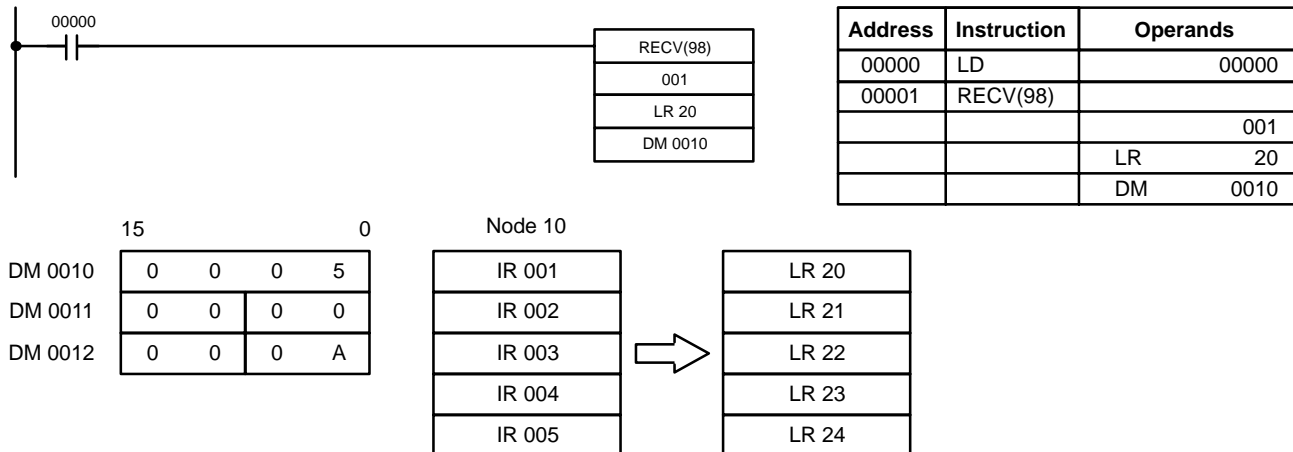 00000
RECV(98)
001
LR 20
DM 0010
Address Instruction Operands
00000 LD 00000
00001 RECV(98)
001
LR 20
DM 0010
15 0
DM 0010 0 0 0 5
DM 0011 0 0 0 0
DM 0012 0 0 0 A
Node 10
IR 001
IR 002
IR 003
IR 004
IR 005
LR 20
LR 21
LR 22
LR 23
LR 24